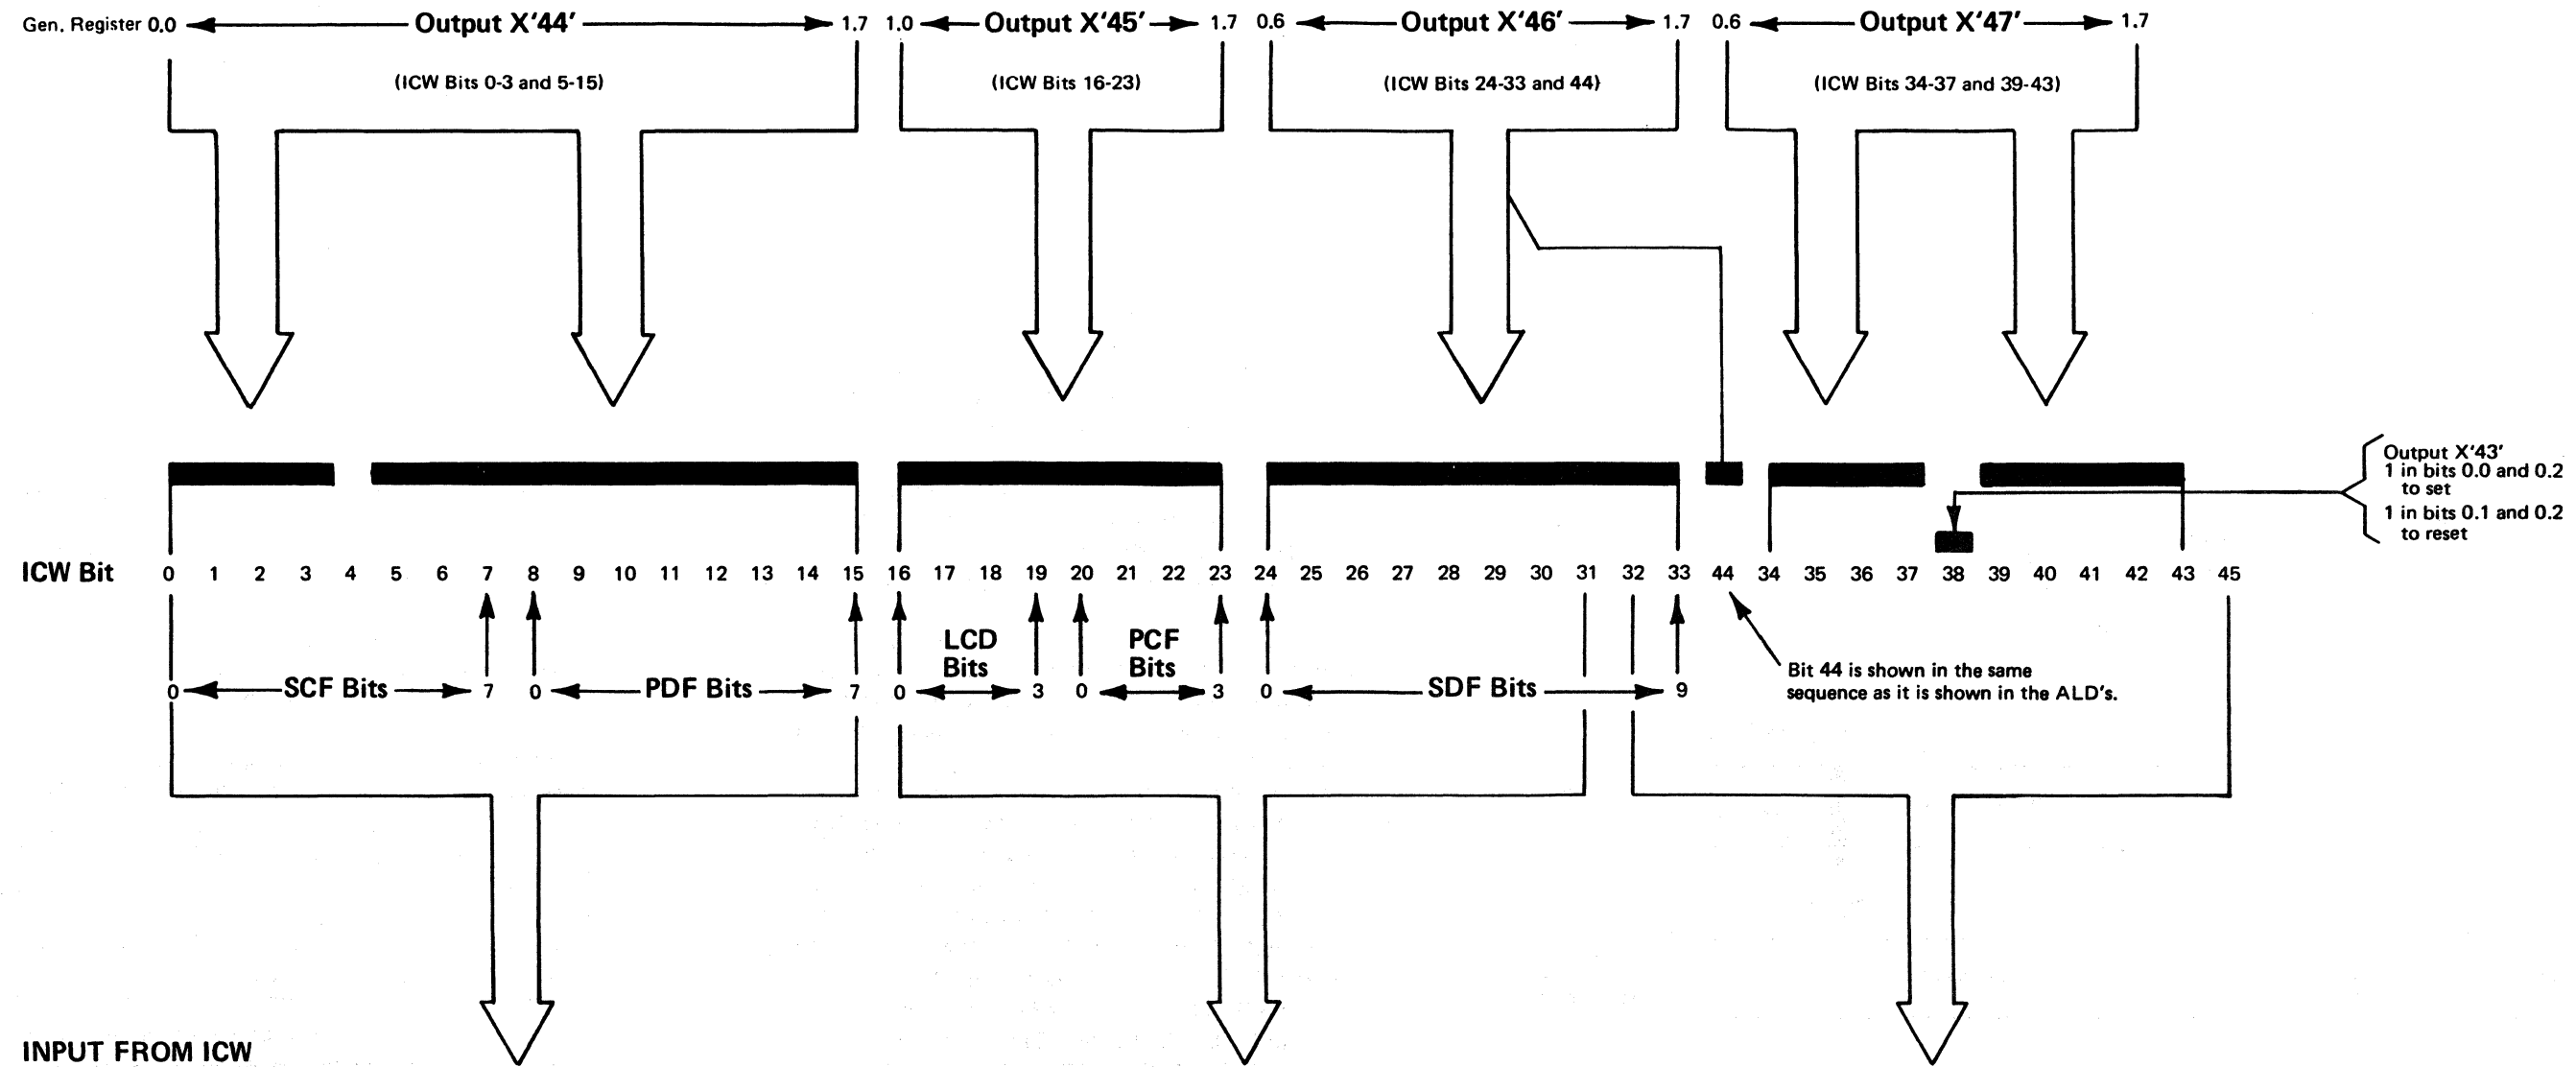 Gen. Register 0.0 Output X'44' 1.7 1.0 Output X'45' 1.7 0.6 Output X'46' 1.7 0.6 Output X'47' 1.7
(ICW Bits 0-3 and 5-15) (ICW Bits 16-23) (ICW Bits 24-33 and 44) (ICW Bits 34-37 and 39-43)
Output X'43'
1 in bits 0.0 and 0.2
to set
1 in bits 0.1 and 0.2
to reset
ICW Bit 0 1 2 3 4 5 6 7 8 9 10 11 12 13 14 15 16 17 18 19 20 21 22 23 24 25 26 27 28 29 30 31 32 33 44 34 35 36 37 38 39 40 41 42 43 45
LCD
Bits
PCF
Bits
0 SCF Bits 7 0 PDF Bits 7 0 3 0 3 0 SDF Bits 9
Bit 44 is shown in the same
sequence as it is shown in the ALD's.
INPUT FROM ICW